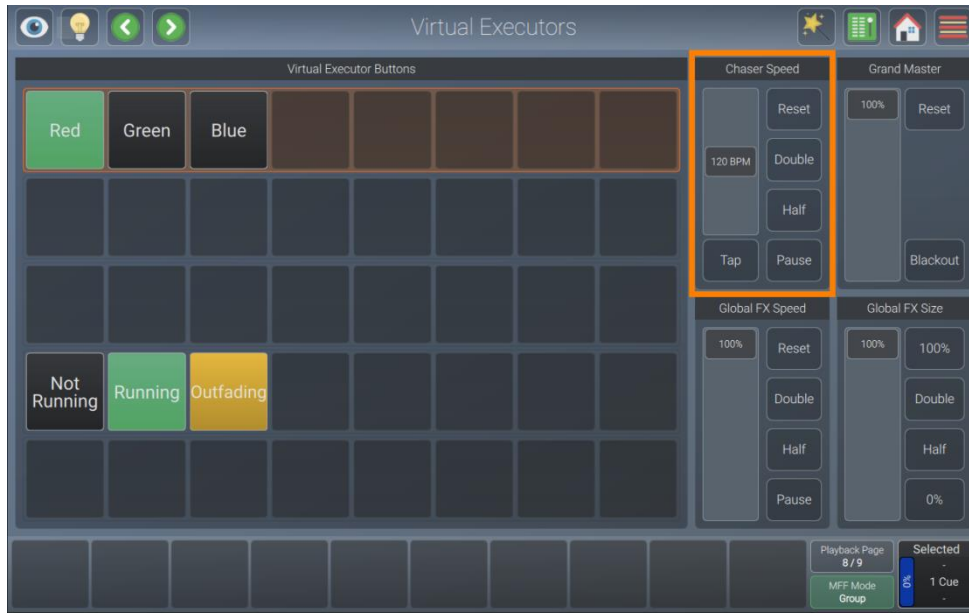 Virtual Executors
Virtual Executor Buttons
Red
Green
Blue
Not
Running
Running
Outfading
Chaser Speed
Reset
120 BPM
Double
Half
Tap
Pause
Grand Master
100%
Reset
Blackout
Global FX Speed
100%
Reset
Double
Half
Pause
Global FX Size
100%
100%
Double
Half
0%
Playback Page
8 / 9
MFF Mode
Group
Selected
-
0%
1 Cue
-